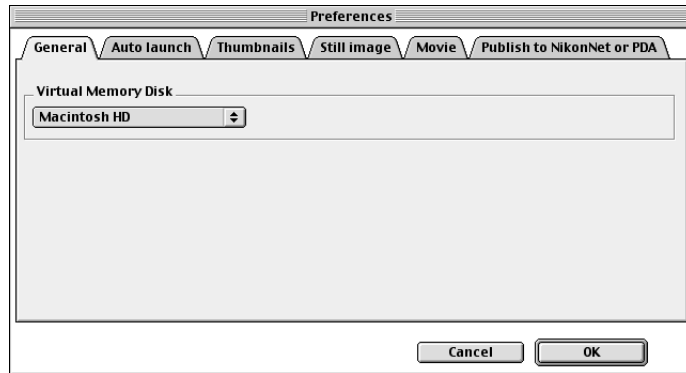 Preferences
General Auto launch Thumbnails Still image Movie Publish to NikonNet or PDA
Virtual Memory Disk
Macintosh HD
Cancel OK